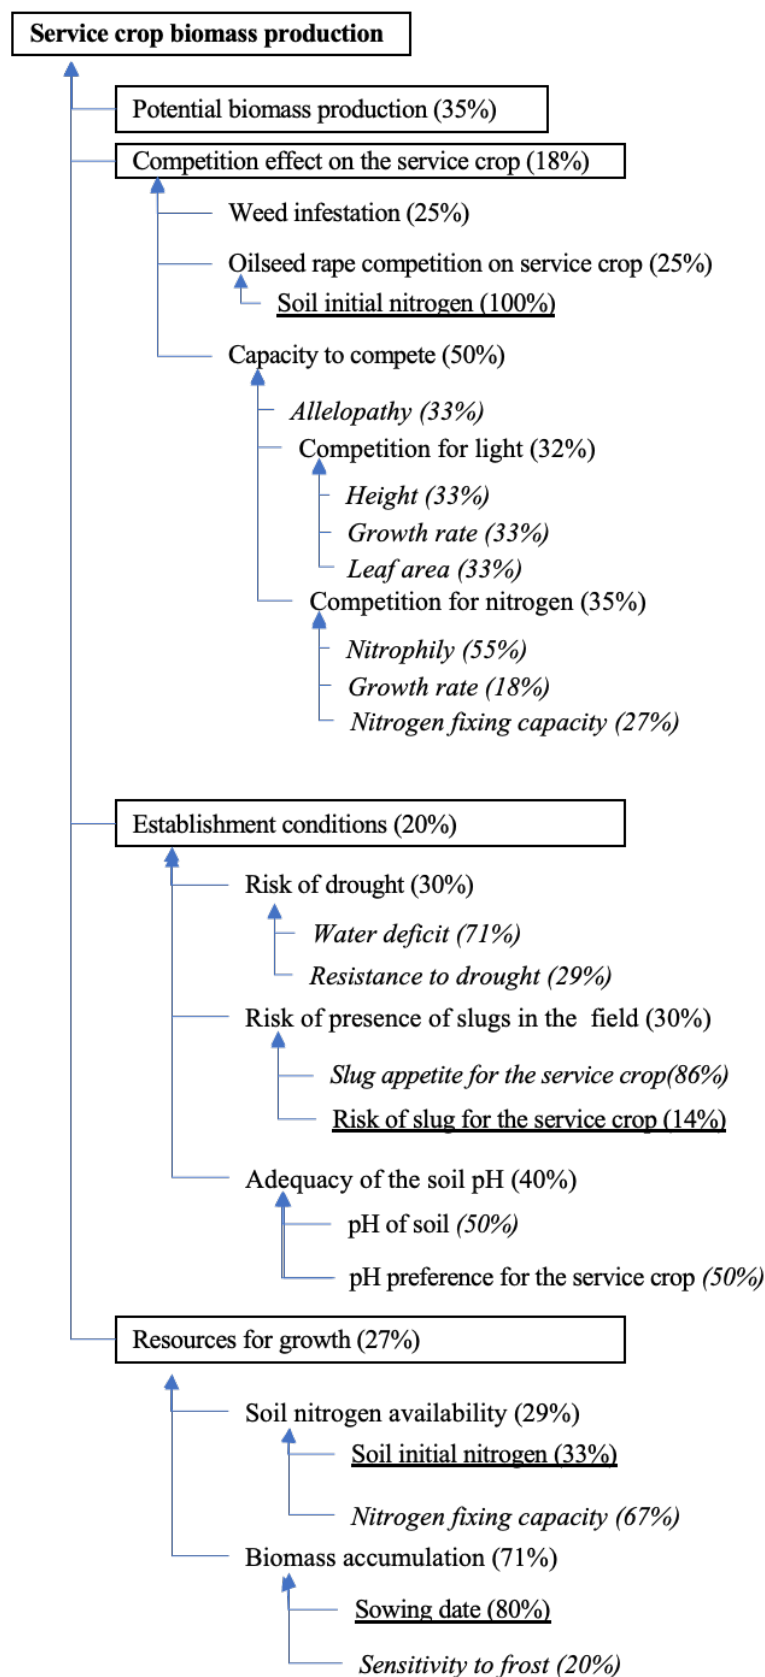 Service crop biomass production
Potential biomass production (35%)
Competition effect on the service crop (18%)
Weed infestation (25%)
Oilseed rape competition on service crop (25%)
Soil initial nitrogen (100%)
Capacity to compete (50%)
Allelopathy (33%)
Competition for light (32%)
Height (33%)
Growth rate (33%)
Leaf area (33%)
Competition for nitrogen (35%)
Nitrophily (55%)
Growth rate (18%)
Nitrogen fixing capacity (27%)
Establishment conditions (20%)
Risk of drought (30%)
Water deficit (71%)
Resistance to drought (29%)
Risk of presence of slugs in the field (30%)
Slug appetite for the service crop(86%)
Risk of slug for the service crop (14%)
Adequacy of the soil pH (40%)
pH of soil (50%)
pH preference for the service crop (50%)
Resources for growth (27%)
Soil nitrogen availability (29%)
Soil initial nitrogen (33%)
Nitrogen fixing capacity (67%)
Biomass accumulation (71%)
Sowing date (80%)
Sensitivity to frost (20%)